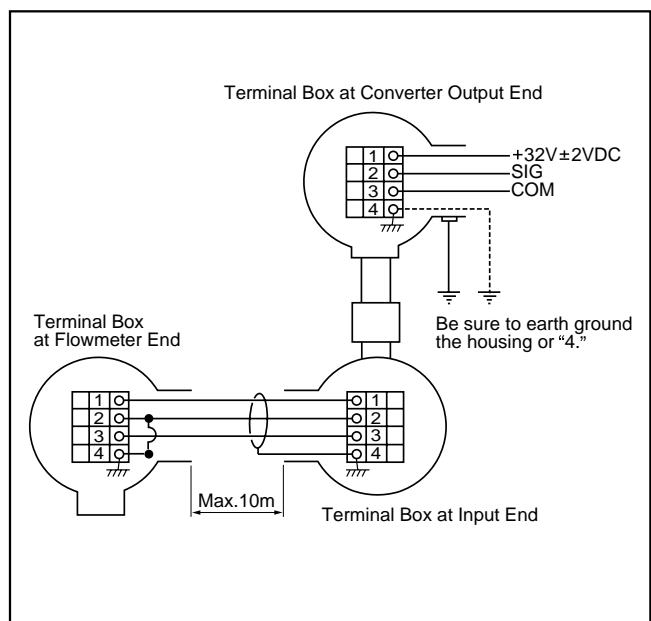 Terminal Box at Converter Output End
1
+32V±2VDC
2
SIG
3
COM
4
Be sure to earth ground
the housing or “4.”
Terminal Box
at Flowmeter End
1
2
3
4
1
2
3
4
Max.10m
Terminal Box at Input End